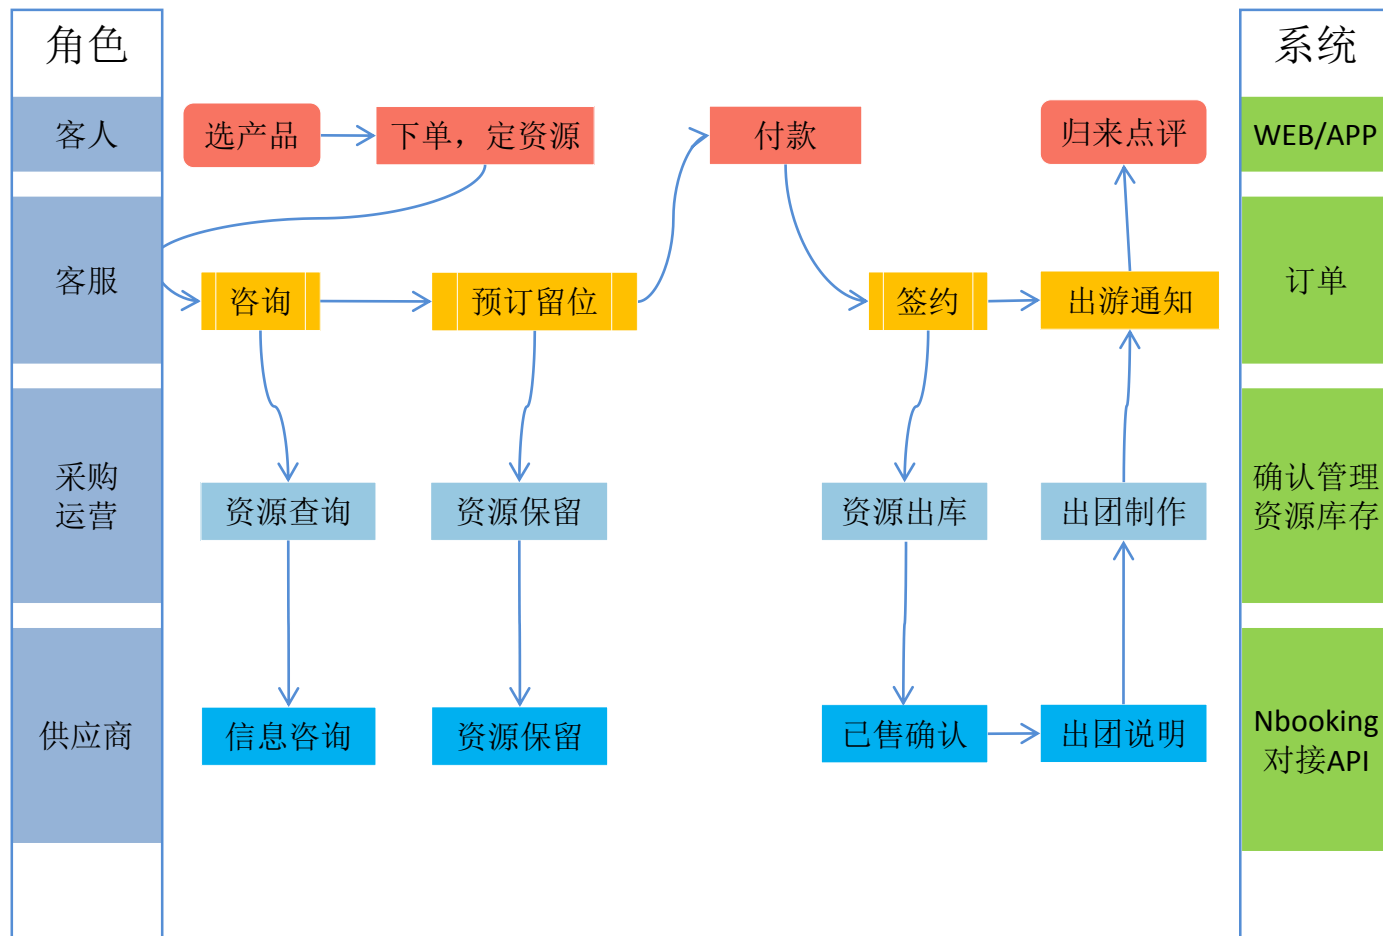 角色
系统
客人
选产品
下单，定资源
付款
归来点评
WEB/APP
客服
咨询
预订留位
签约
出游通知
订单
采购
运营
资源查询
资源保留
资源出库
出团制作
确认管理
资源库存
供应商
信息咨询
资源保留
已售确认
出团说明
Nbooking
对接API